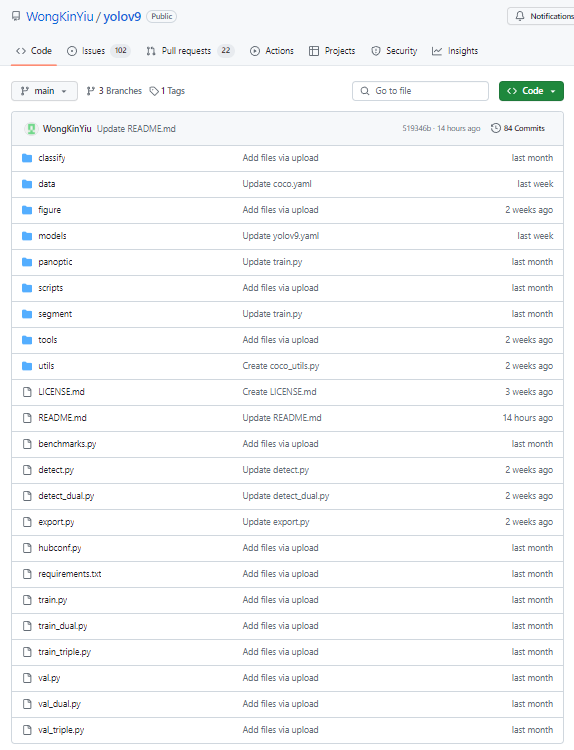 WongKinYiu / yolov9 Public Notifications
Code Issues 102 Pull requests 22 Actions Projects Security Insights
main 3 Branches 1 Tags Go to file Code
WongKinYiu Update README.md 519346b · 14 hours ago 84 Commits
classify Add files via upload last month
data Update coco.yaml last week
figure Add files via upload 2 weeks ago
models Update yolov9.yaml last week
panoptic Update train.py last month
scripts Add files via upload last month
segment Update train.py last month
tools Add files via upload 2 weeks ago
utils Create coco_utils.py 2 weeks ago
LICENSE.md Create LICENSE.md 3 weeks ago
README.md Update README.md 14 hours ago
benchmarks.py Add files via upload last month
detect.py Update detect.py 2 weeks ago
detect_dual.py Update detect_dual.py 2 weeks ago
export.py Update export.py 2 weeks ago
hubconf.py Add files via upload last month
requirements.txt Add files via upload last month
train.py Add files via upload last month
train_dual.py Add files via upload last month
train_triple.py Add files via upload last month
val.py Add files via upload last month
val_dual.py Add files via upload last month
val_triple.py Add files via upload last month